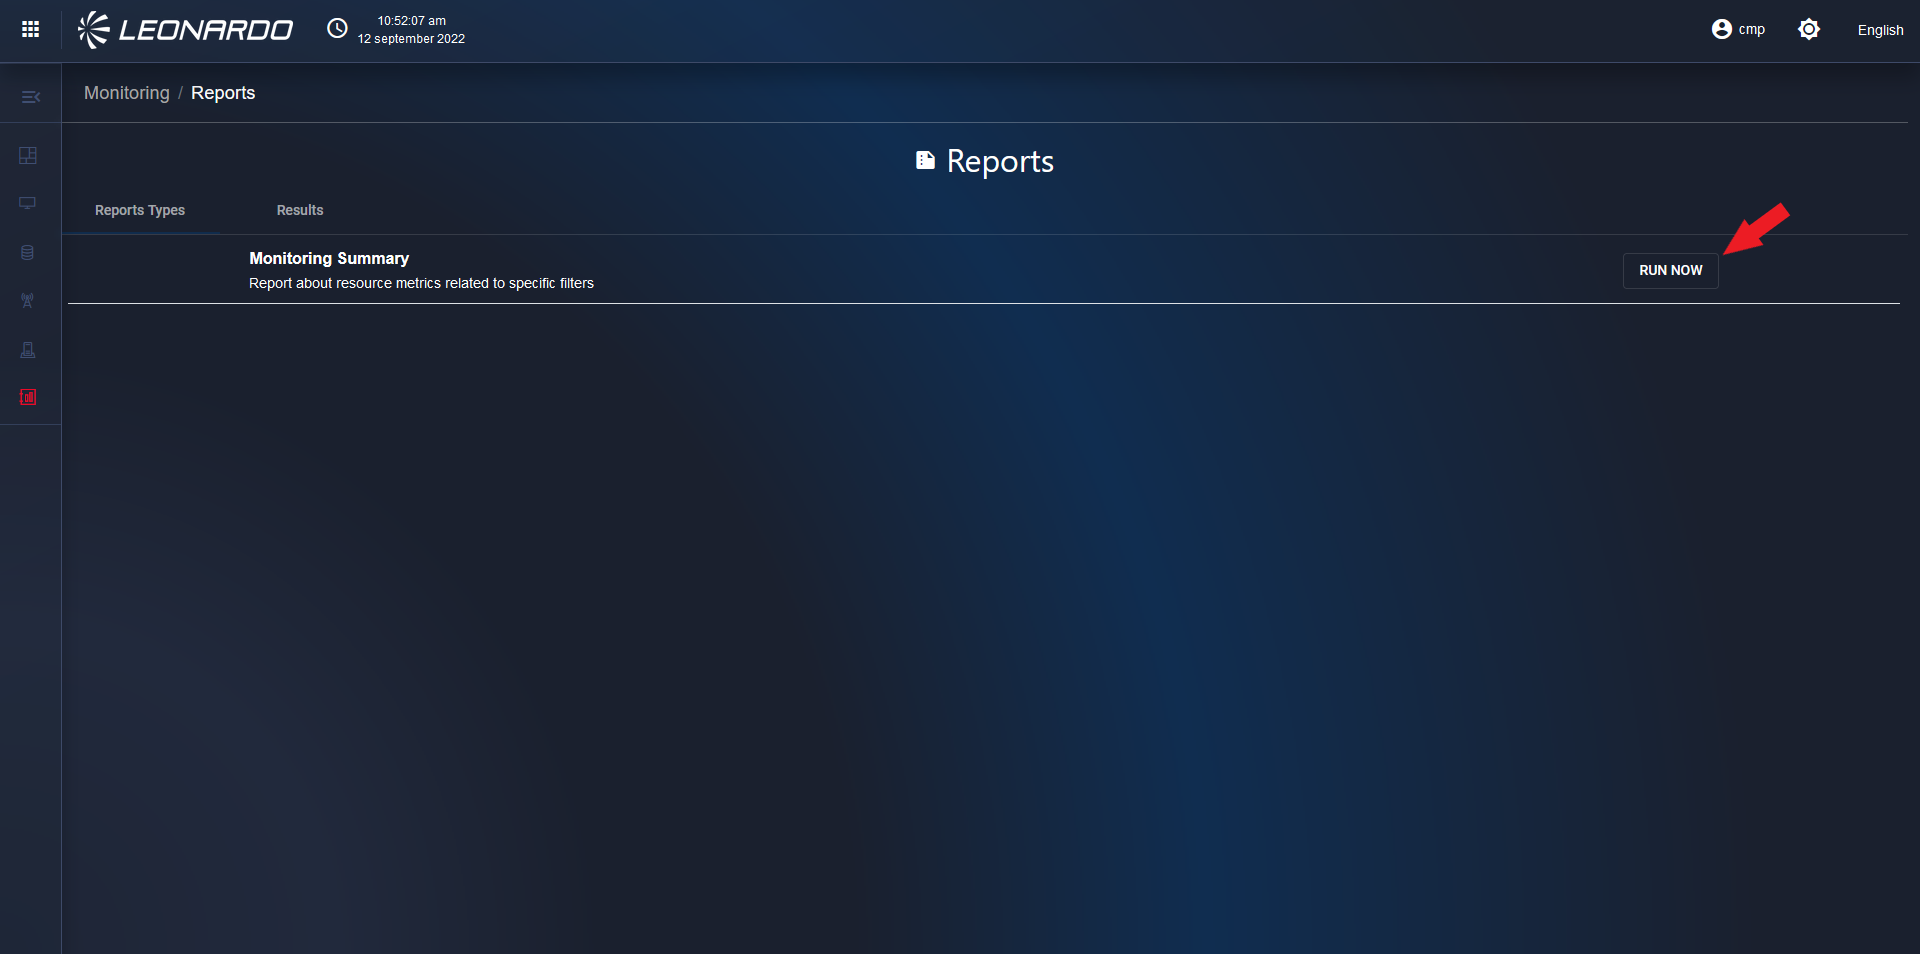 LEONARDO
10:52:07 am
12 september 2022
cmp
English
Monitoring / Reports
Reports
Reports Types
Results
Monitoring Summary
Report about resource metrics related to specific filters
RUN NOW